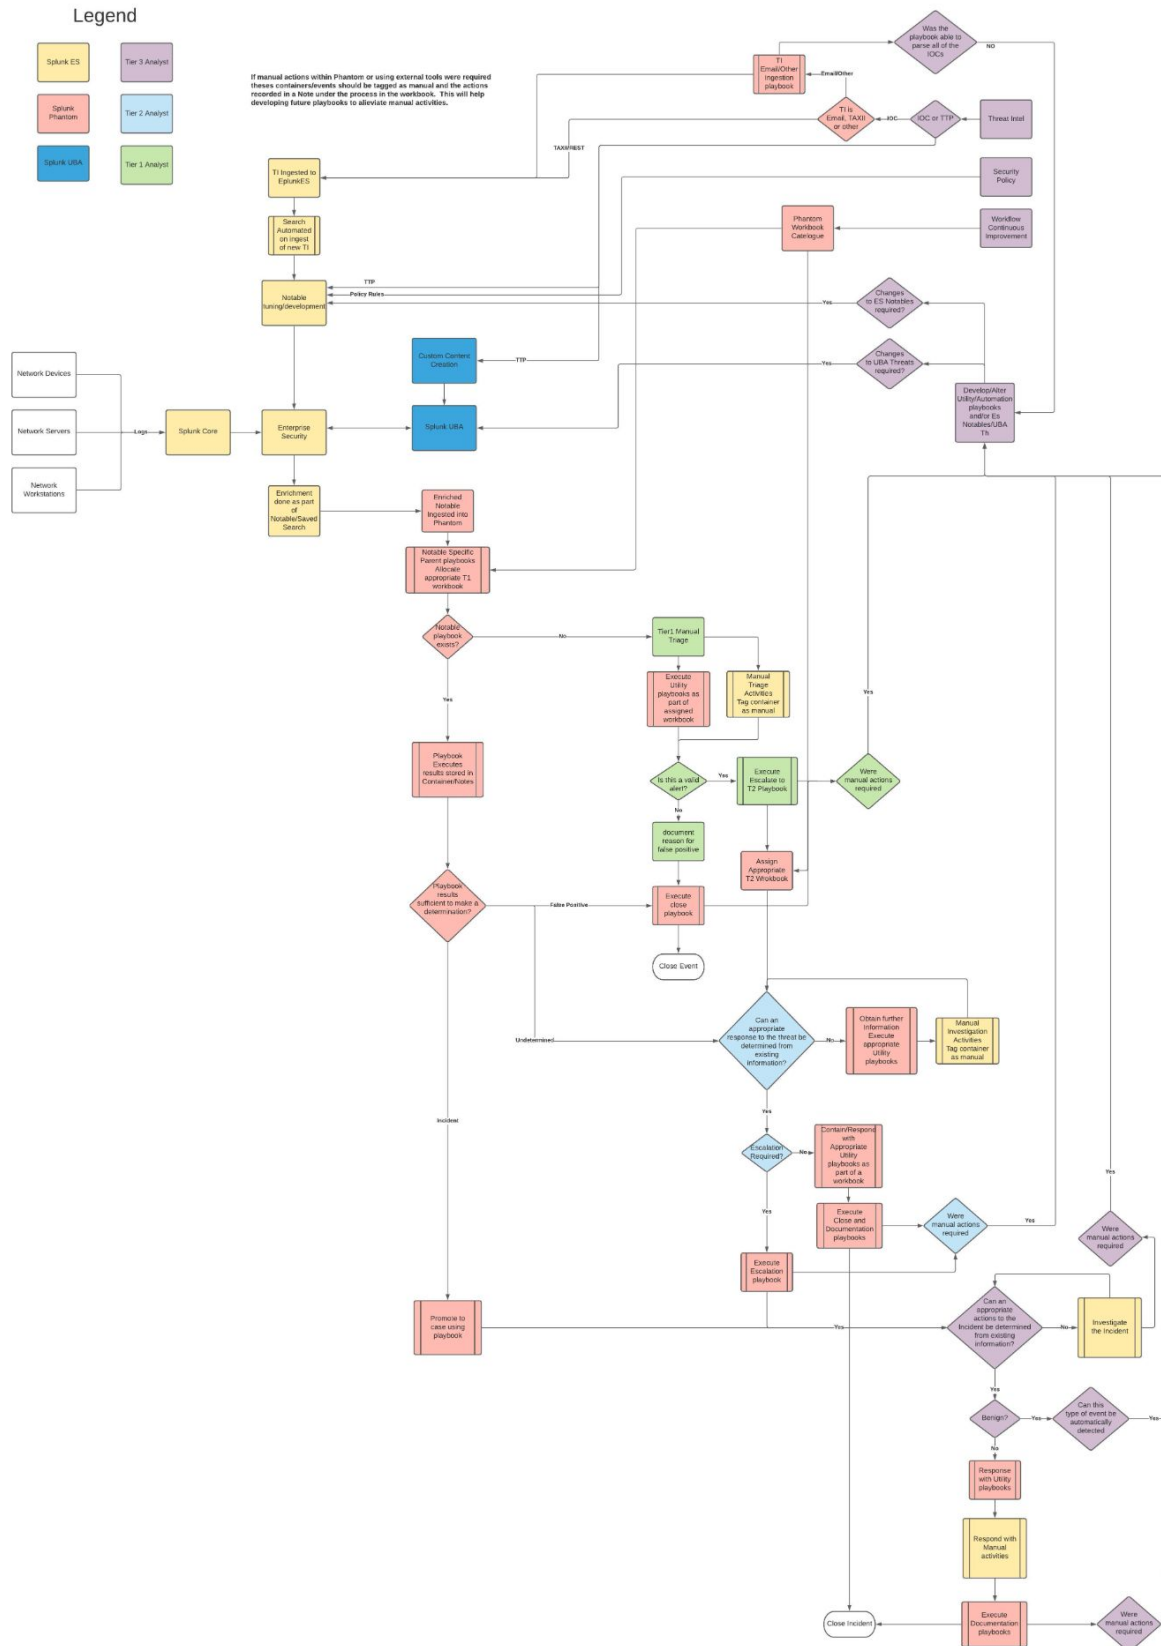 Legend
Splunk ES
Tier 3 Analyst
Splunk
Phantom
Tier 2 Analyst
Splunk UBA
Tier 1 Analyst
If manual actions within Phantom or using external tools were required
theses containers/events should be tagged as manual and the actions
recorded in a Note under the process in the workbook. This will help
developing future playbooks to alleviate manual activities.
Was the
playbook able to
parse all of the
IOCs
NO
TI
Email/Other
Ingestion
playbook
Email/Other
TI is
Email, TAXII
or other
IOC
IOC or TTP
Threat Intel
TAXII/REST
TI Ingested to
EplunkES
Security
Policy
Search
Automated
on ingest
of new TI
Phantom
Workbook
Catelogue
Workflow
Continuous
Improvement
TTP
Policy Rules
Notable
tuning/development
Yes
Changes
to ES Notables
required?
Custom Content
Creation
TTP
Yes
Changes
to UBA Threats
required?
Network Devices
Develop/Alter
Utility/Automation
playbooks
and/or Es
Notables/UBA
Th
Network Servers
Logs
Splunk Core
Enterprise
Security
Splunk UBA
Network
Workstations
Enrichment
done as part
of
Notable/Saved
Search
Enriched
Notable
Ingested into
Phantom
Notable Specific
Parent playbooks
Allocate
appropriate T1
workbook
Notable
playbook
exists?
No
Tier1 Manual
Triage
Execute
Utility
playbooks as
part of
assigned
workbook
Manual
Triage
Activities
Tag container
as manual
Yes
Yes
Playbook
Executes
results stored in
Container/Notes
Is this a valid
alert?
Yes
Execute
Escalate to
T2 Playbook
Were
manual actions
required
No
document
reason for
false positive
Assign
Appropriate
T2 Wrokbook
Playbook
results
sufficient to make a
determination?
False Positive
Execute
close
playbook
Close Event
Undetermined
Can an
appropriate
response to the threat be
determined from
existing
information?
No
Obtain further
Information
Execute
appropriate
Utility
playbooks
Manual
Investigation
Activities
Tag container
as manual
Incident
Yes
Escalation
Required?
No
Contain/Respond
with
Appropriate
Utility
playbooks as
part of a
workbook
Yes
Yes
Execute
Close and
Documentation
playbooks
Were
manual actions
required
Yes
Were
manual actions
required
Execute
Escalation
playbook
Promote to
case using
playbook
Yes
Can an
appropriate
actions to the
Incident be determined
from existing
information?
No
Investigate
the Incident
Yes
Benign?
Yes
Can this
type of event be
automatically
detected
Yes
No
Response
with Utility
playbooks
Respond with
Manual
activities
Close Incident
Execute
Documentation
playbooks
Were
manual actions
required